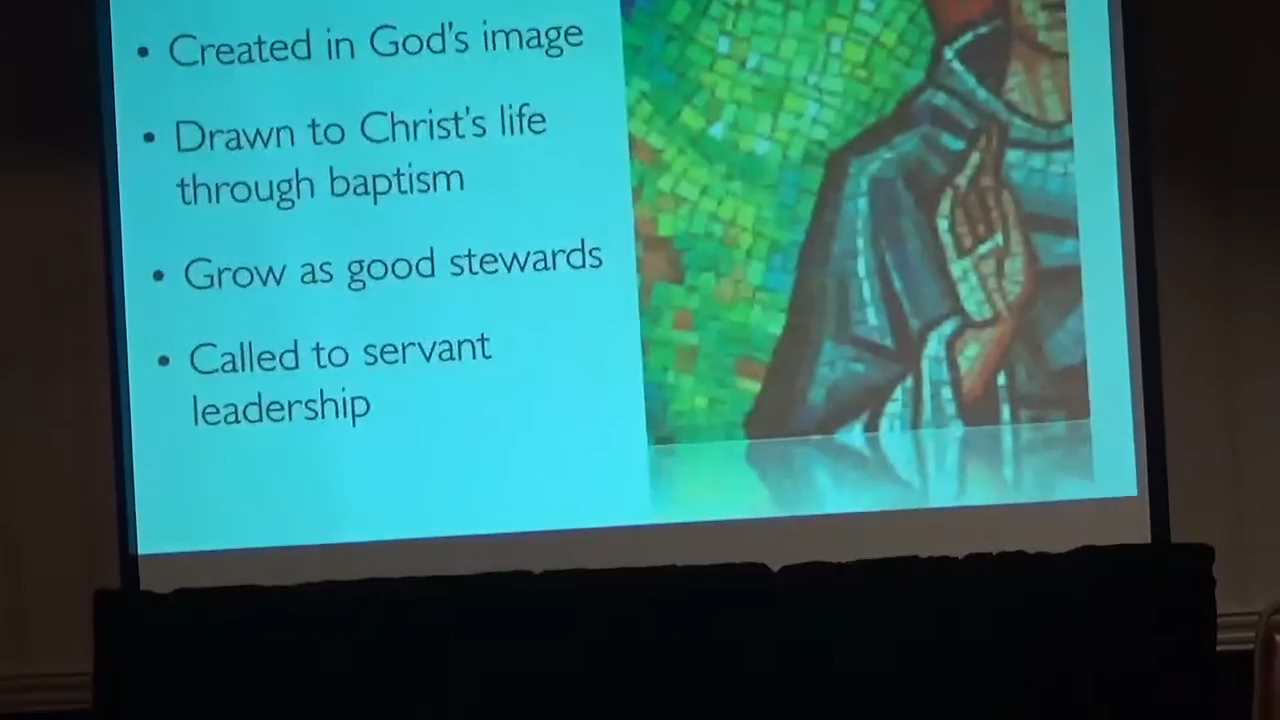 • Created in God's image
• Drawn to Christ's life
through baptism
• Grow as good stewards
• Called to servant
leadership